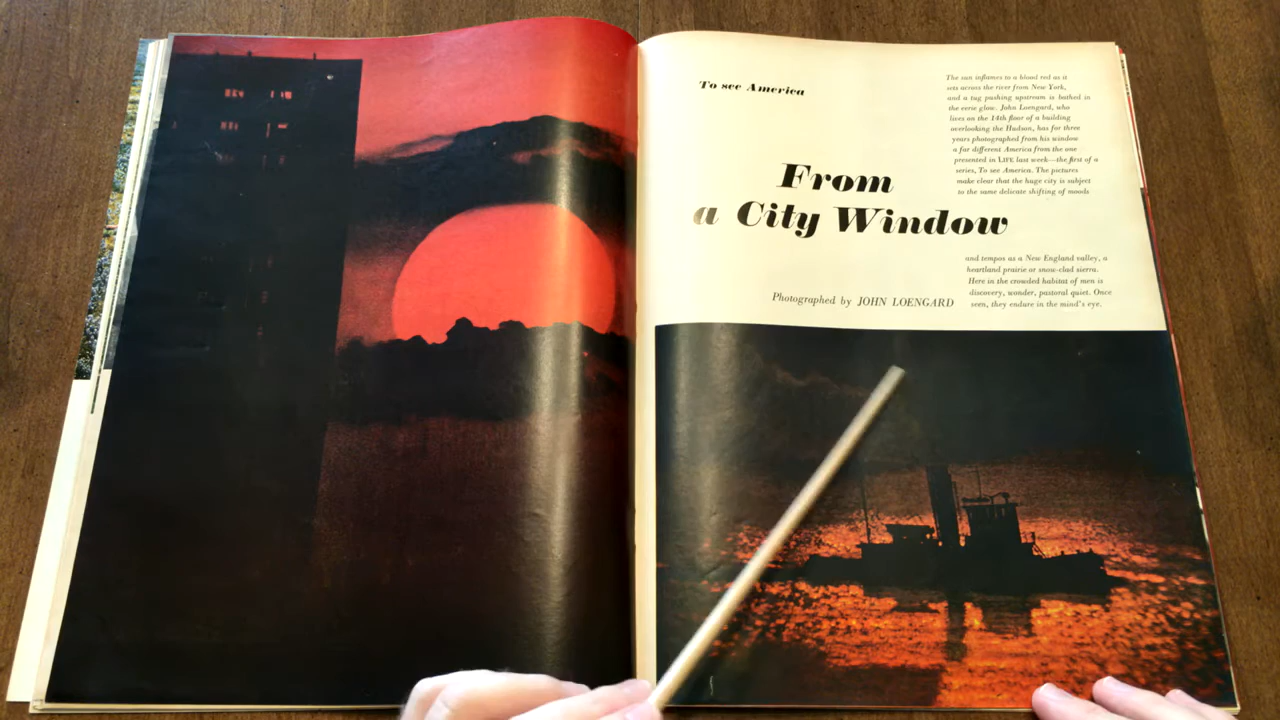 To see America
From
a City Window
Photographed by JOHN LOENGARD
The sun inflames to a blood red as it
sets across the river from New York,
and a tug pushing upstream is bathed in
the eerie glow. John Loengard, who
lives on the 14th floor of a building
overlooking the Hudson, has for three
years photographed from his window
a far different America from the one
presented in LIFE last week—the first of a
series, To see America. The pictures
make clear that the huge city is subject
to the same delicate shifting of moods
and tempos as a New England valley, a
heartland prairie or snow-clad sierra.
Here in the crowded habitat of men is
discovery, wonder, pastoral quiet. Once
seen, they endure in the mind's eye.